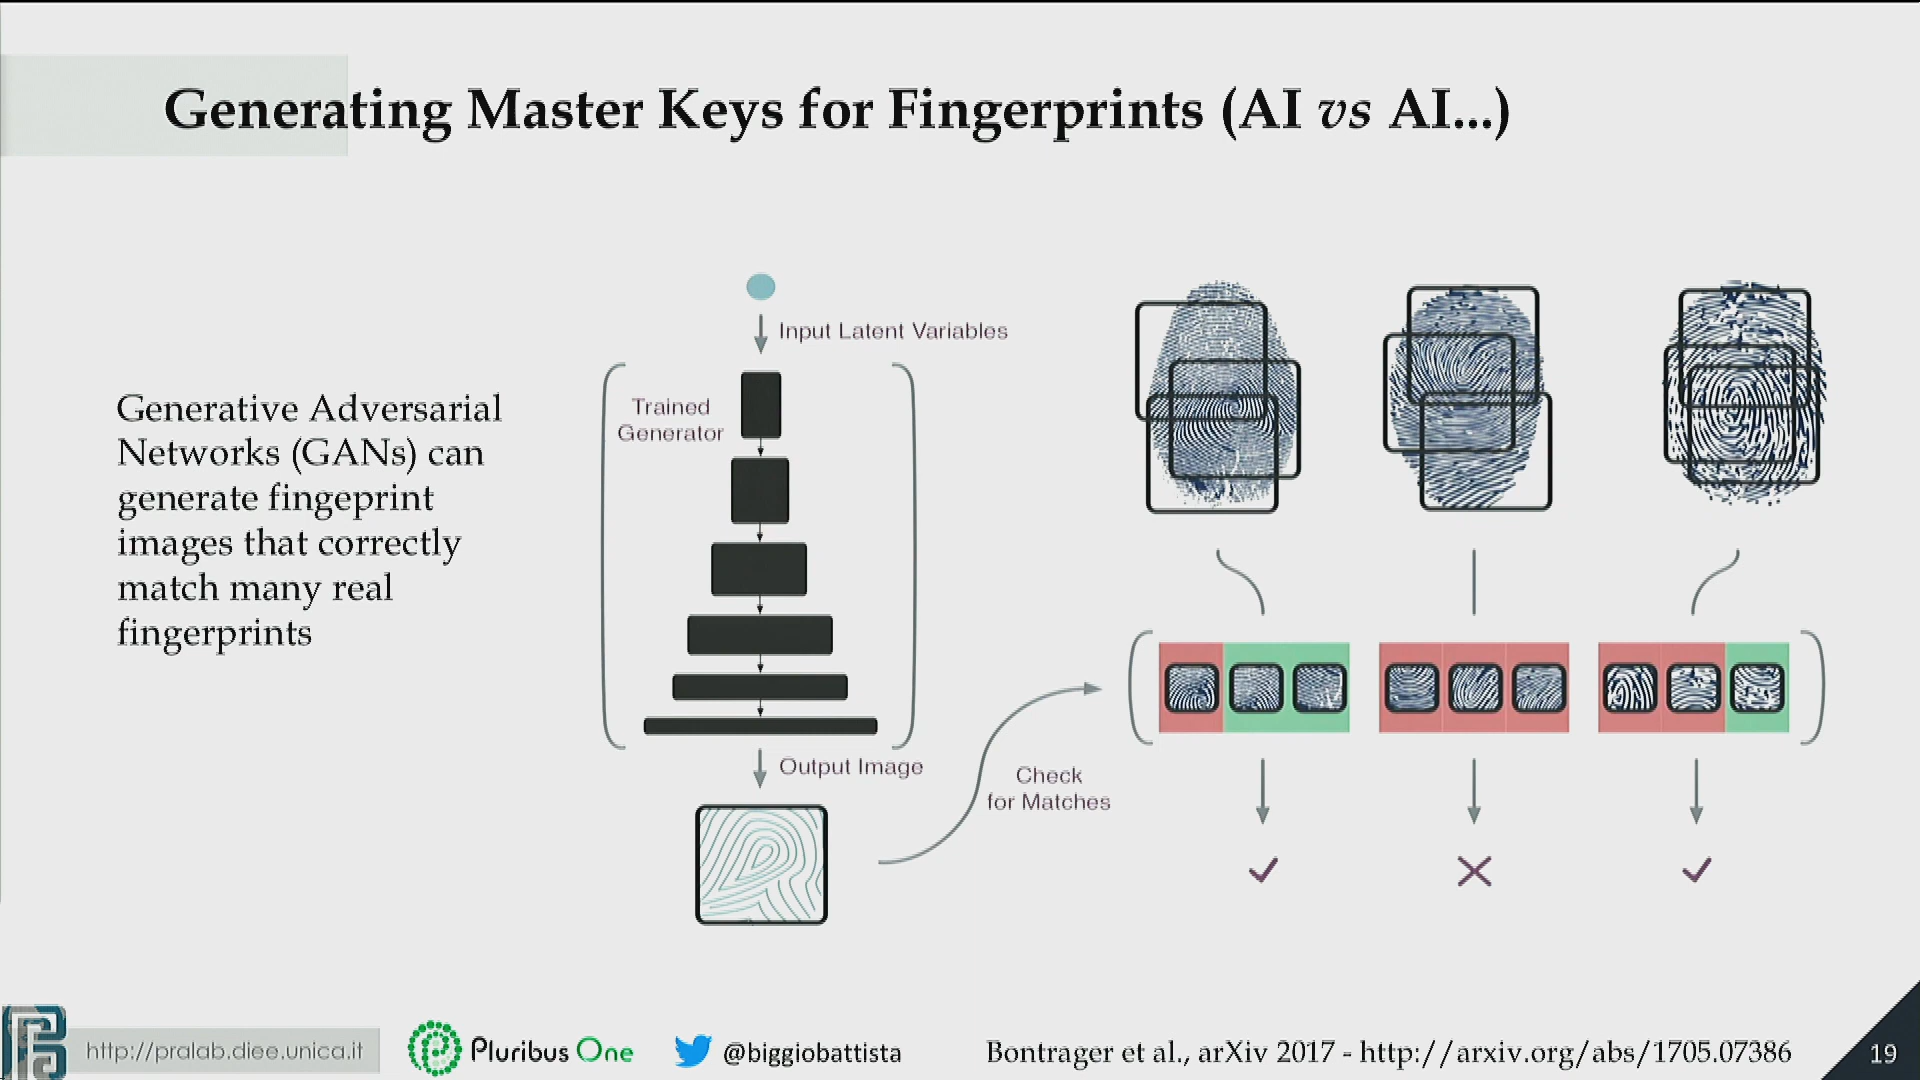 Generating Master Keys for Fingerprints (AI vs AI...)
Generative Adversarial
Networks (GANs) can
generate fingeprint
images that correctly
match many real
fingerprints
Input Latent Variables
Trained
Generator
Output Image
Check
for Matches
http://pralab.diee.unica.it
Pluribus One
@biggiobattista
Bontrager et al., arXiv 2017 - http://arxiv.org/abs/1705.07386
19